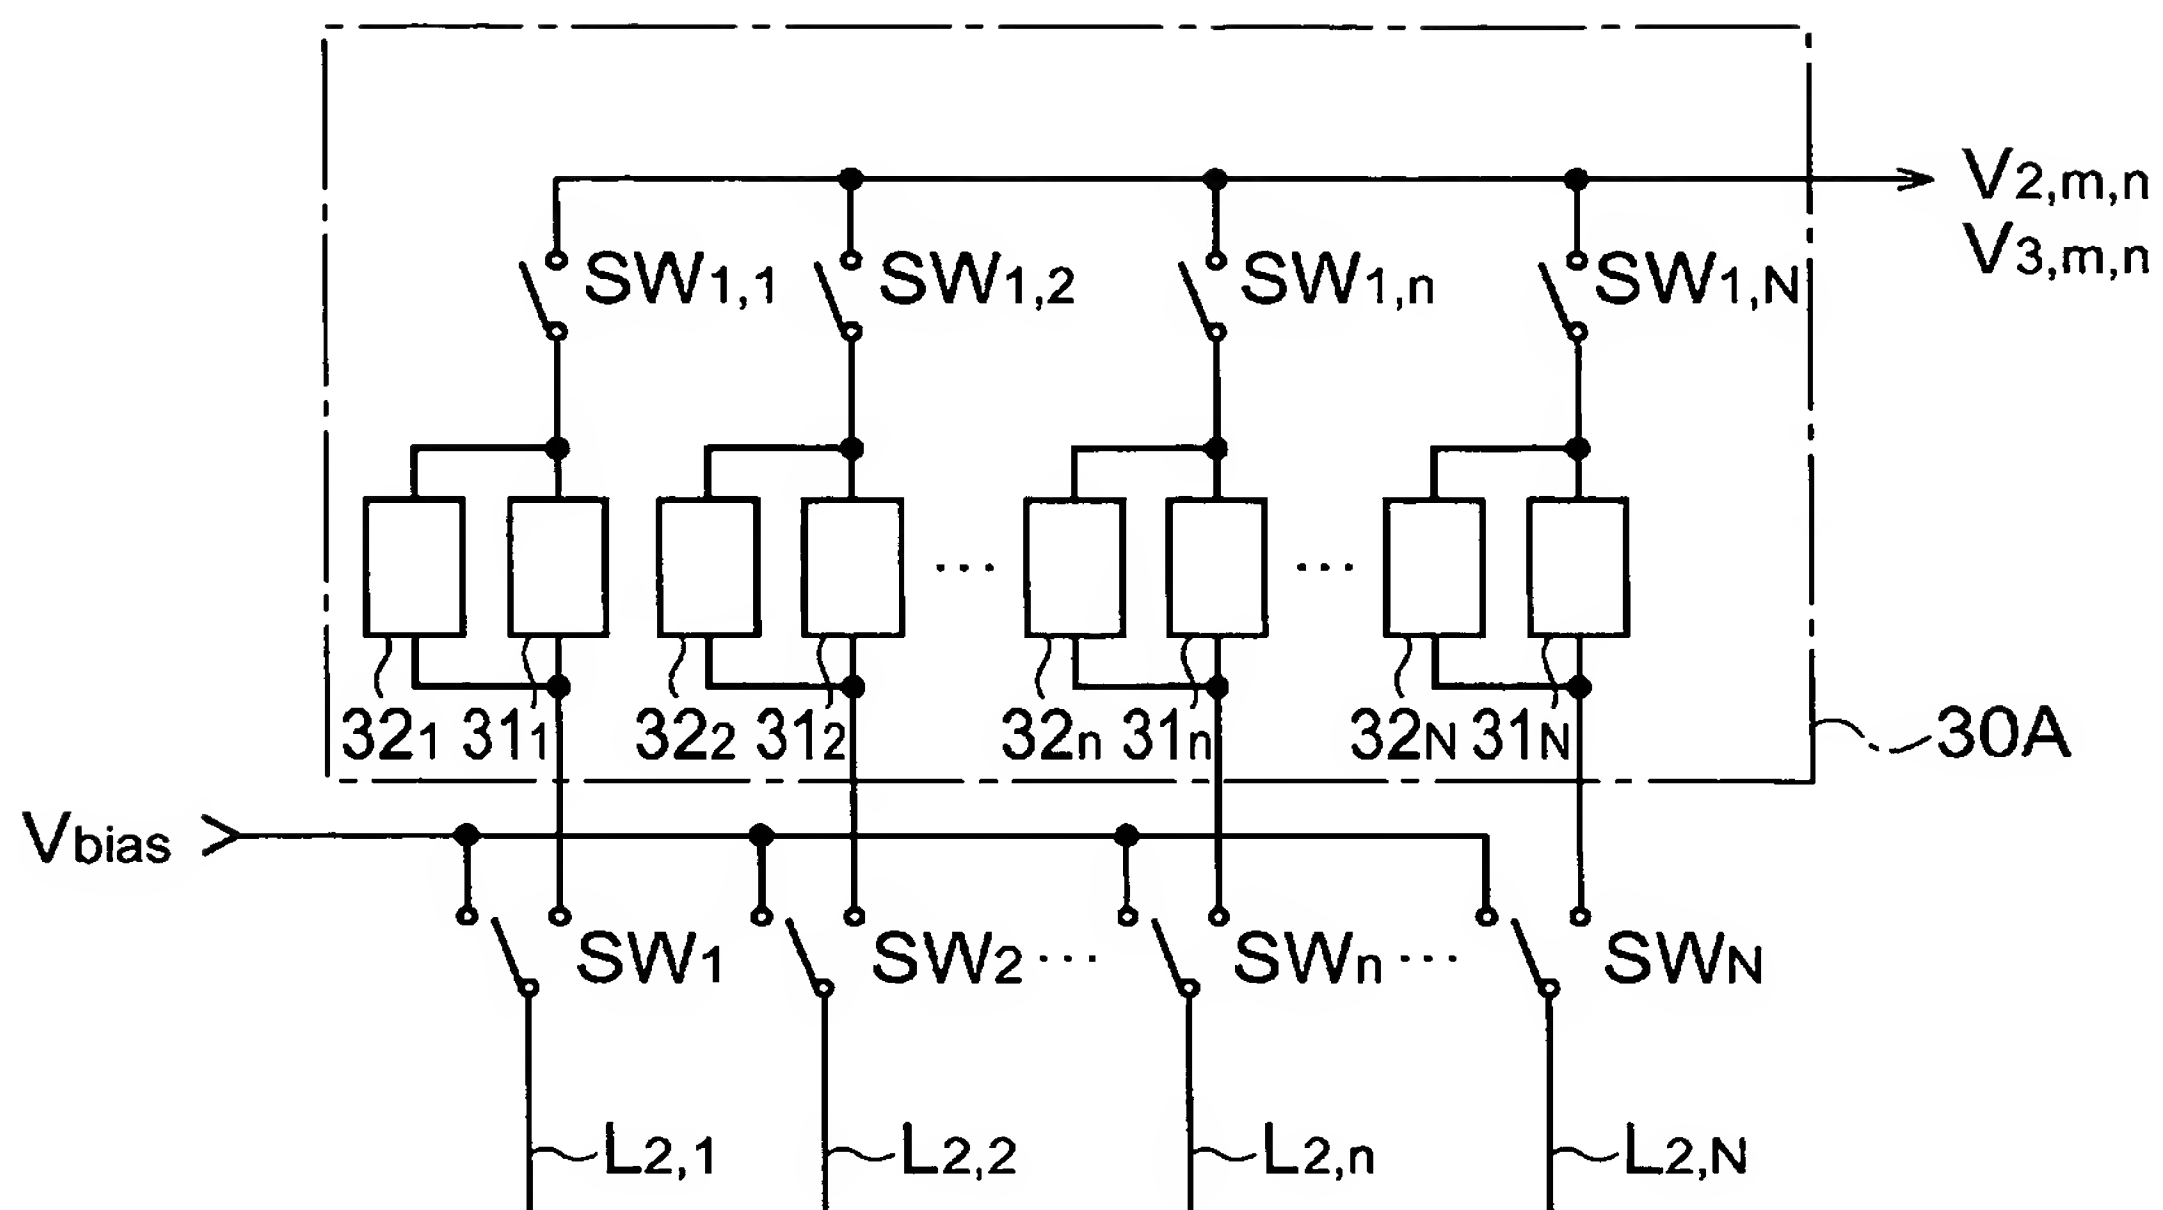 V2,m,n
V3,m,n
SW1,1 SW1,2 SW1,n SW1,N
... ...
321 311 322 312 32n 31n 32N 31N
30A
Vbias
SW1 SW2 ... SWn ... SWN
L2,1 L2,2 L2,n L2,N